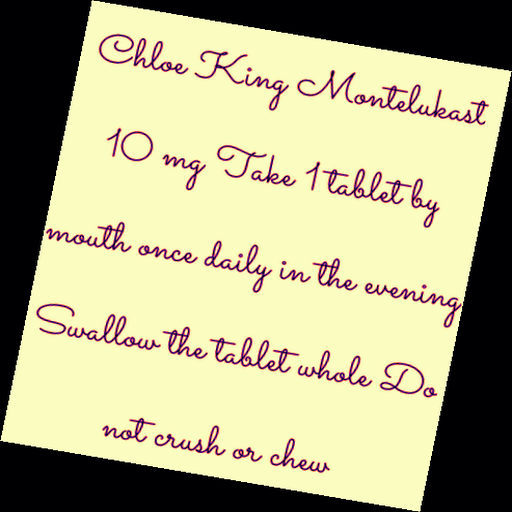 Chloe King Montelukast
10 mg Take 1 tablet by
mouth once daily in the evening
Swallow the tablet whole Do
not crush or chew